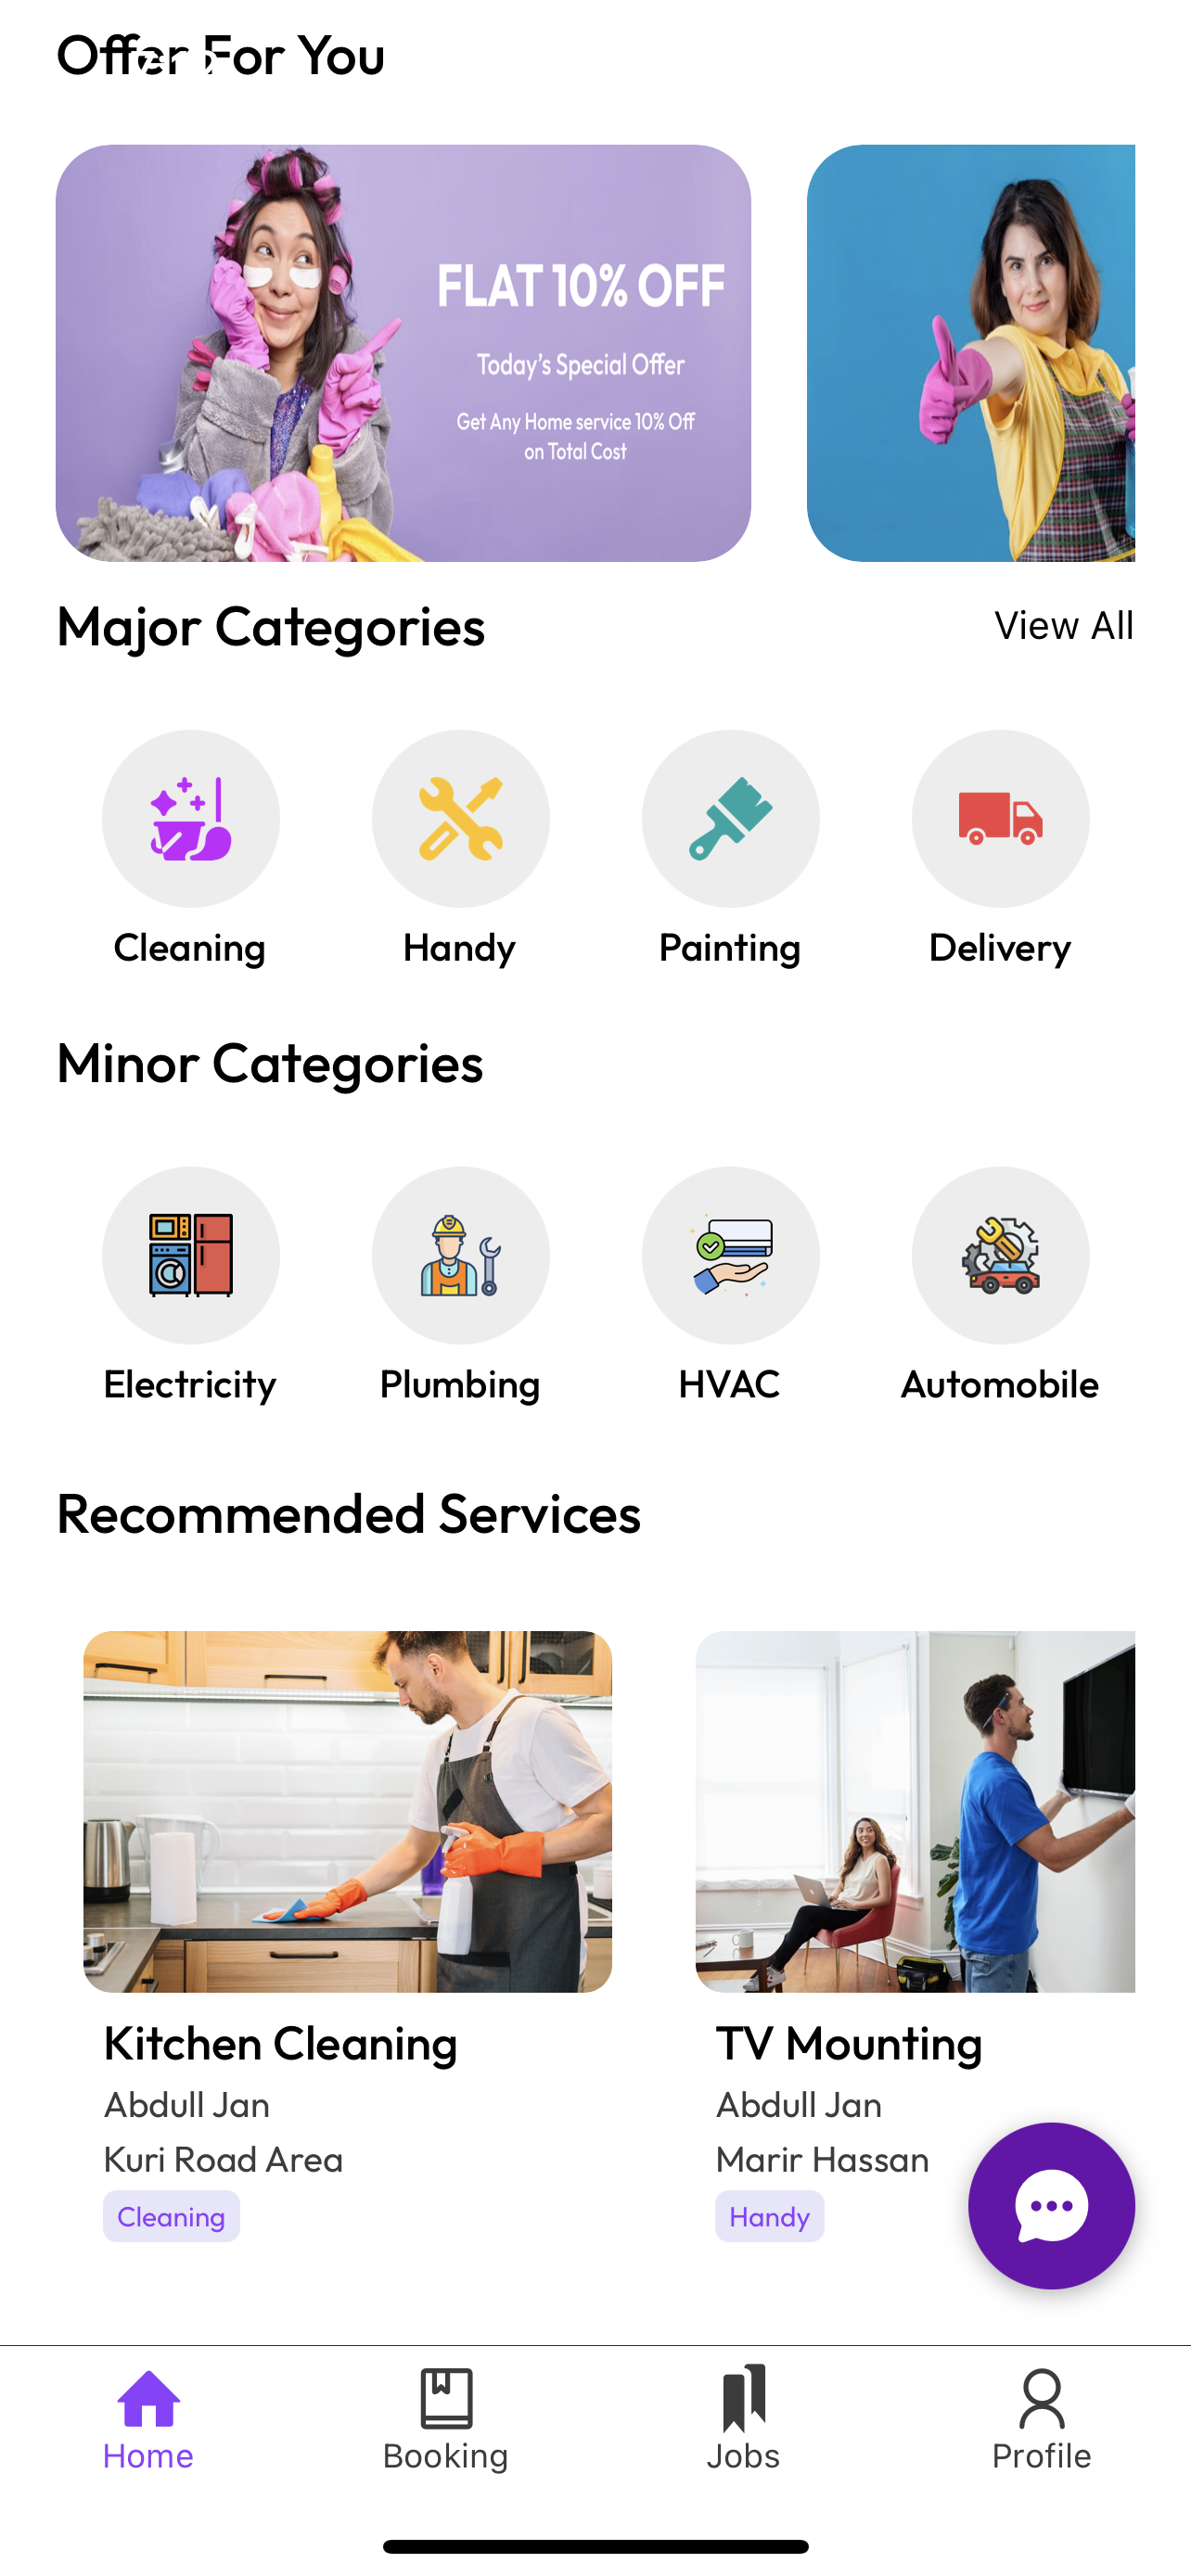 Offer For You
FLAT 10% OFF
Today's Special Offer
Get Any Home service 10% Off
on Total Cost
Major Categories
View All
Cleaning
Handy
Painting
Delivery
Minor Categories
Electricity
Plumbing
HVAC
Automobile
Recommended Services
Kitchen Cleaning
Abdull Jan
Kuri Road Area
Cleaning
TV Mounting
Abdull Jan
Marir Hassan
Handy
Home
Booking
Jobs
Profile